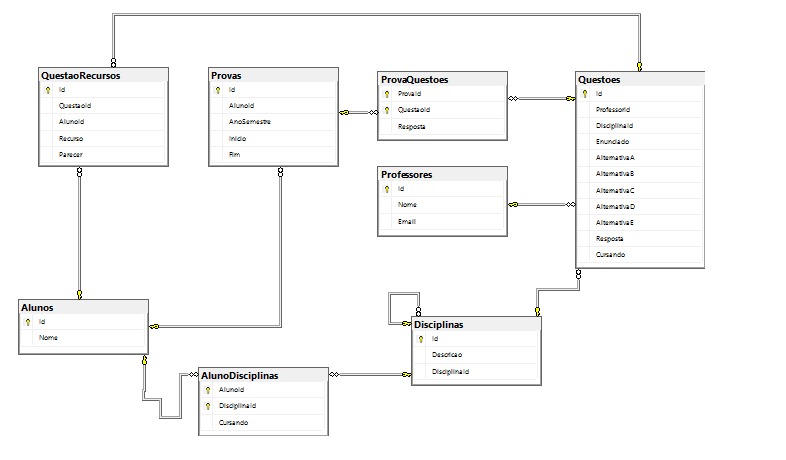 QuestaoRecursos
Id
QuestaoId
AlunoId
Recurso
Parecer
Provas
Id
AlunoId
AnoSemestre
Inicio
Fim
ProvaQuestoes
ProvaId
QuestaoId
Resposta
Questoes
Id
ProfessorId
DisciplinaId
Enunciado
AlternativaA
AlternativaB
AlternativaC
AlternativaD
AlternativaE
Resposta
Cursando
Professores
Id
Nome
Email
Alunos
Id
Nome
Disciplinas
Id
Descricao
DisciplinaId
AlunoDisciplinas
AlunoId
DisciplinaId
Cursando